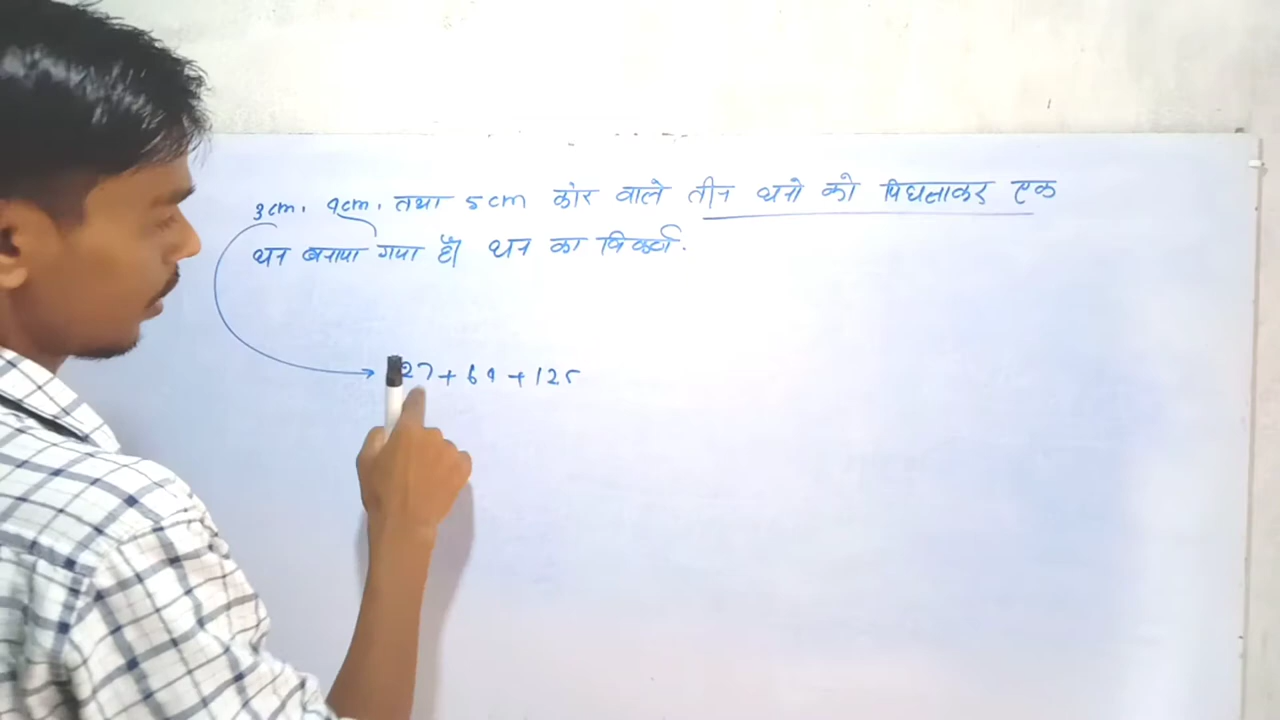 3cm. 4cm. तथा 5cm कोर वाले तीन घनो को पिघलाकर एक
घन बनाया गया है। घन का विकर्ण.
27+64+125